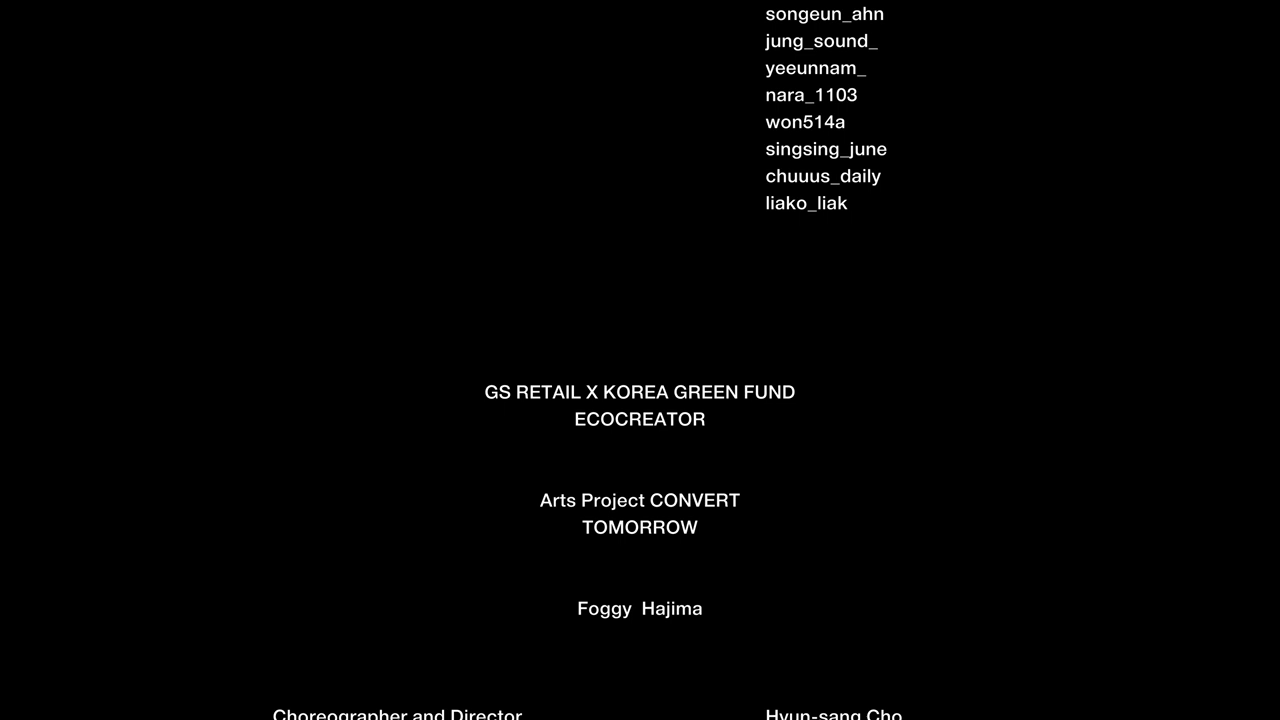 songeun_ahn
jung_sound_
yeeunnam_
nara_1103
won514a
singsing_june
chuuus_daily
liako_liak
GS RETAIL X KOREA GREEN FUND
ECOCREATOR
Arts Project CONVERT
TOMORROW
Foggy  Hajima
Choreographer and Director
Hyun-sang Cho